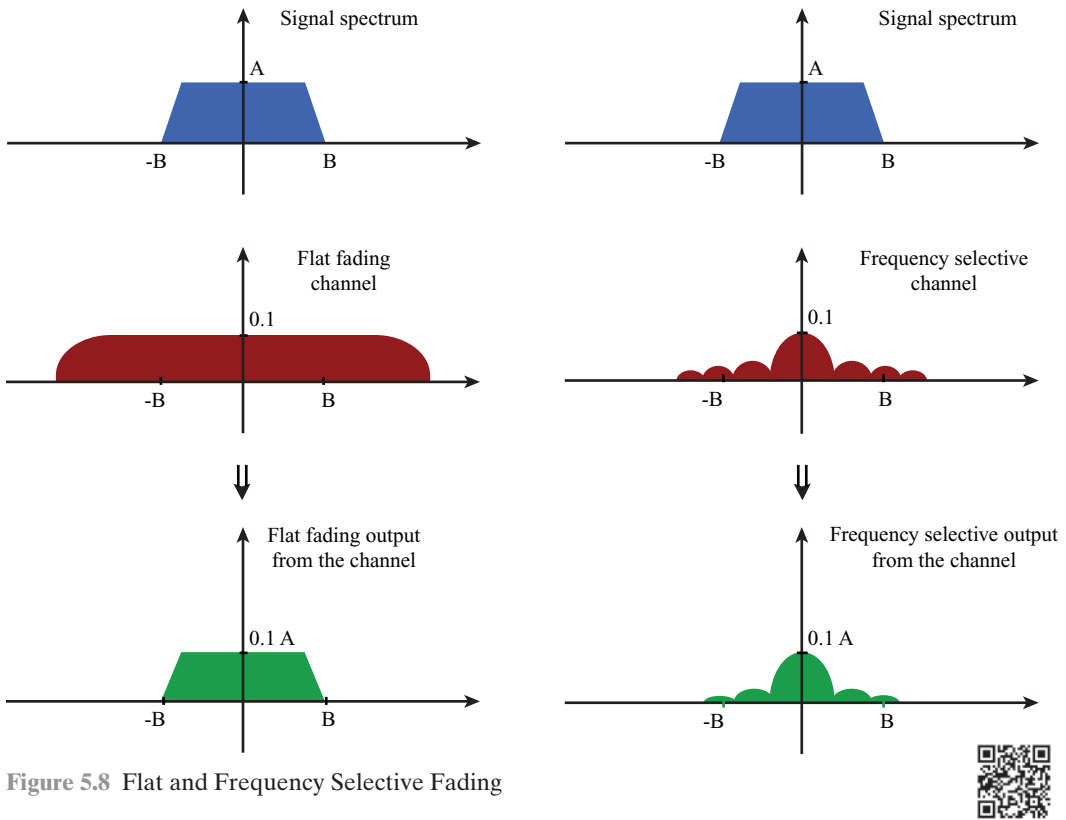 Signal spectrum
A
-B
B
Flat fading
channel
0.1
-B
B
Flat fading output
from the channel
0.1 A
-B
B
Signal spectrum
A
-B
B
Frequency selective
channel
0.1
-B
B
Frequency selective output
from the channel
0.1 A
-B
B
Figure 5.8 Flat and Frequency Selective Fading